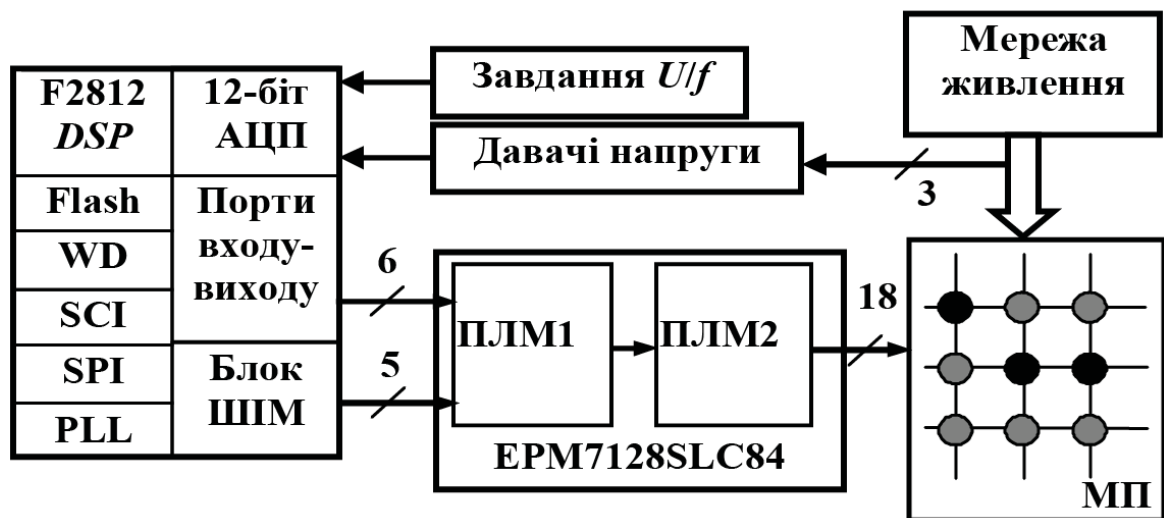 F2812
DSP
Flash
WD
SCI
SPI
PLL
12-біт
АЦП
Порти
входу-
виходу
Блок
ШІМ
Завдання U/f
Давачі напруги
3
Мережа
живлення
6
5
ПЛМ1
ПЛМ2
EPM7128SLC84
18
МП